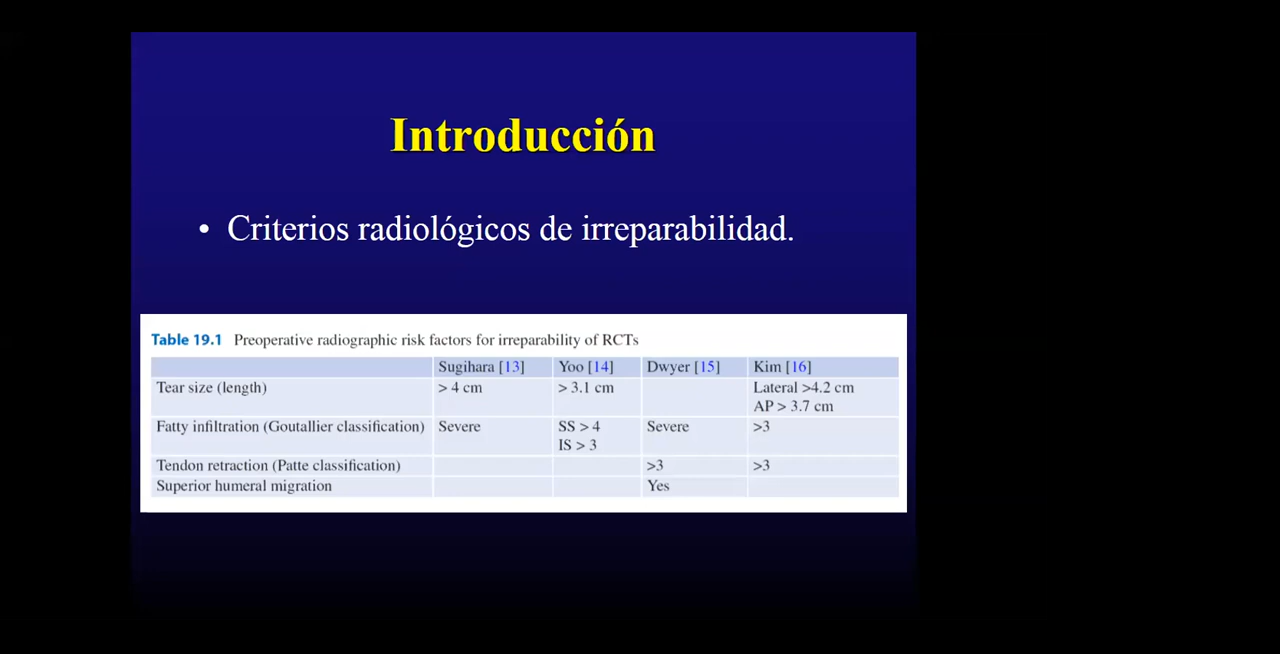 Introducción
• Criterios radiológicos de irreparabilidad.
Table 19.1 Preoperative radiographic risk factors for irreparability of RCTs
Sugihara [13] Yoo [14] Dwyer [15] Kim [16]
Tear size (length) > 4 cm > 3.1 cm Lateral >4.2 cm
AP > 3.7 cm
Fatty infiltration (Goutallier classification) Severe SS > 4 Severe >3
IS > 3
Tendon retraction (Patte classification) >3 >3
Superior humeral migration Yes